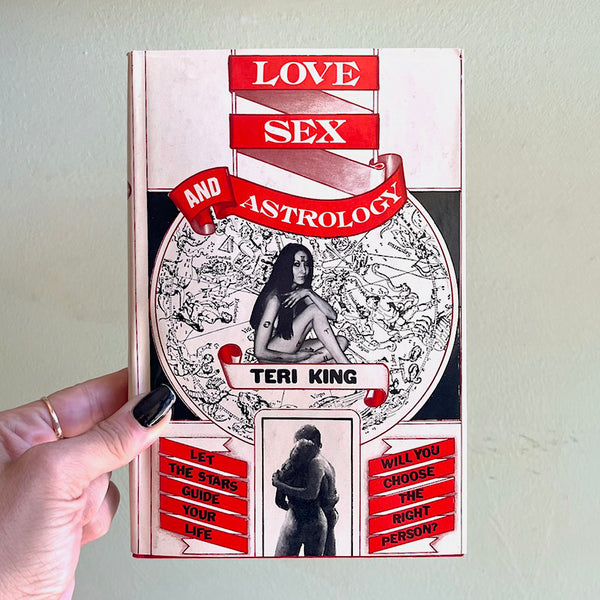 LOVE
SEX
AND ASTROLOGY
TERI KING
LET
THE STARS
GUIDE
YOUR
LIFE
WILL YOU
CHOOSE
THE
RIGHT
PERSON?